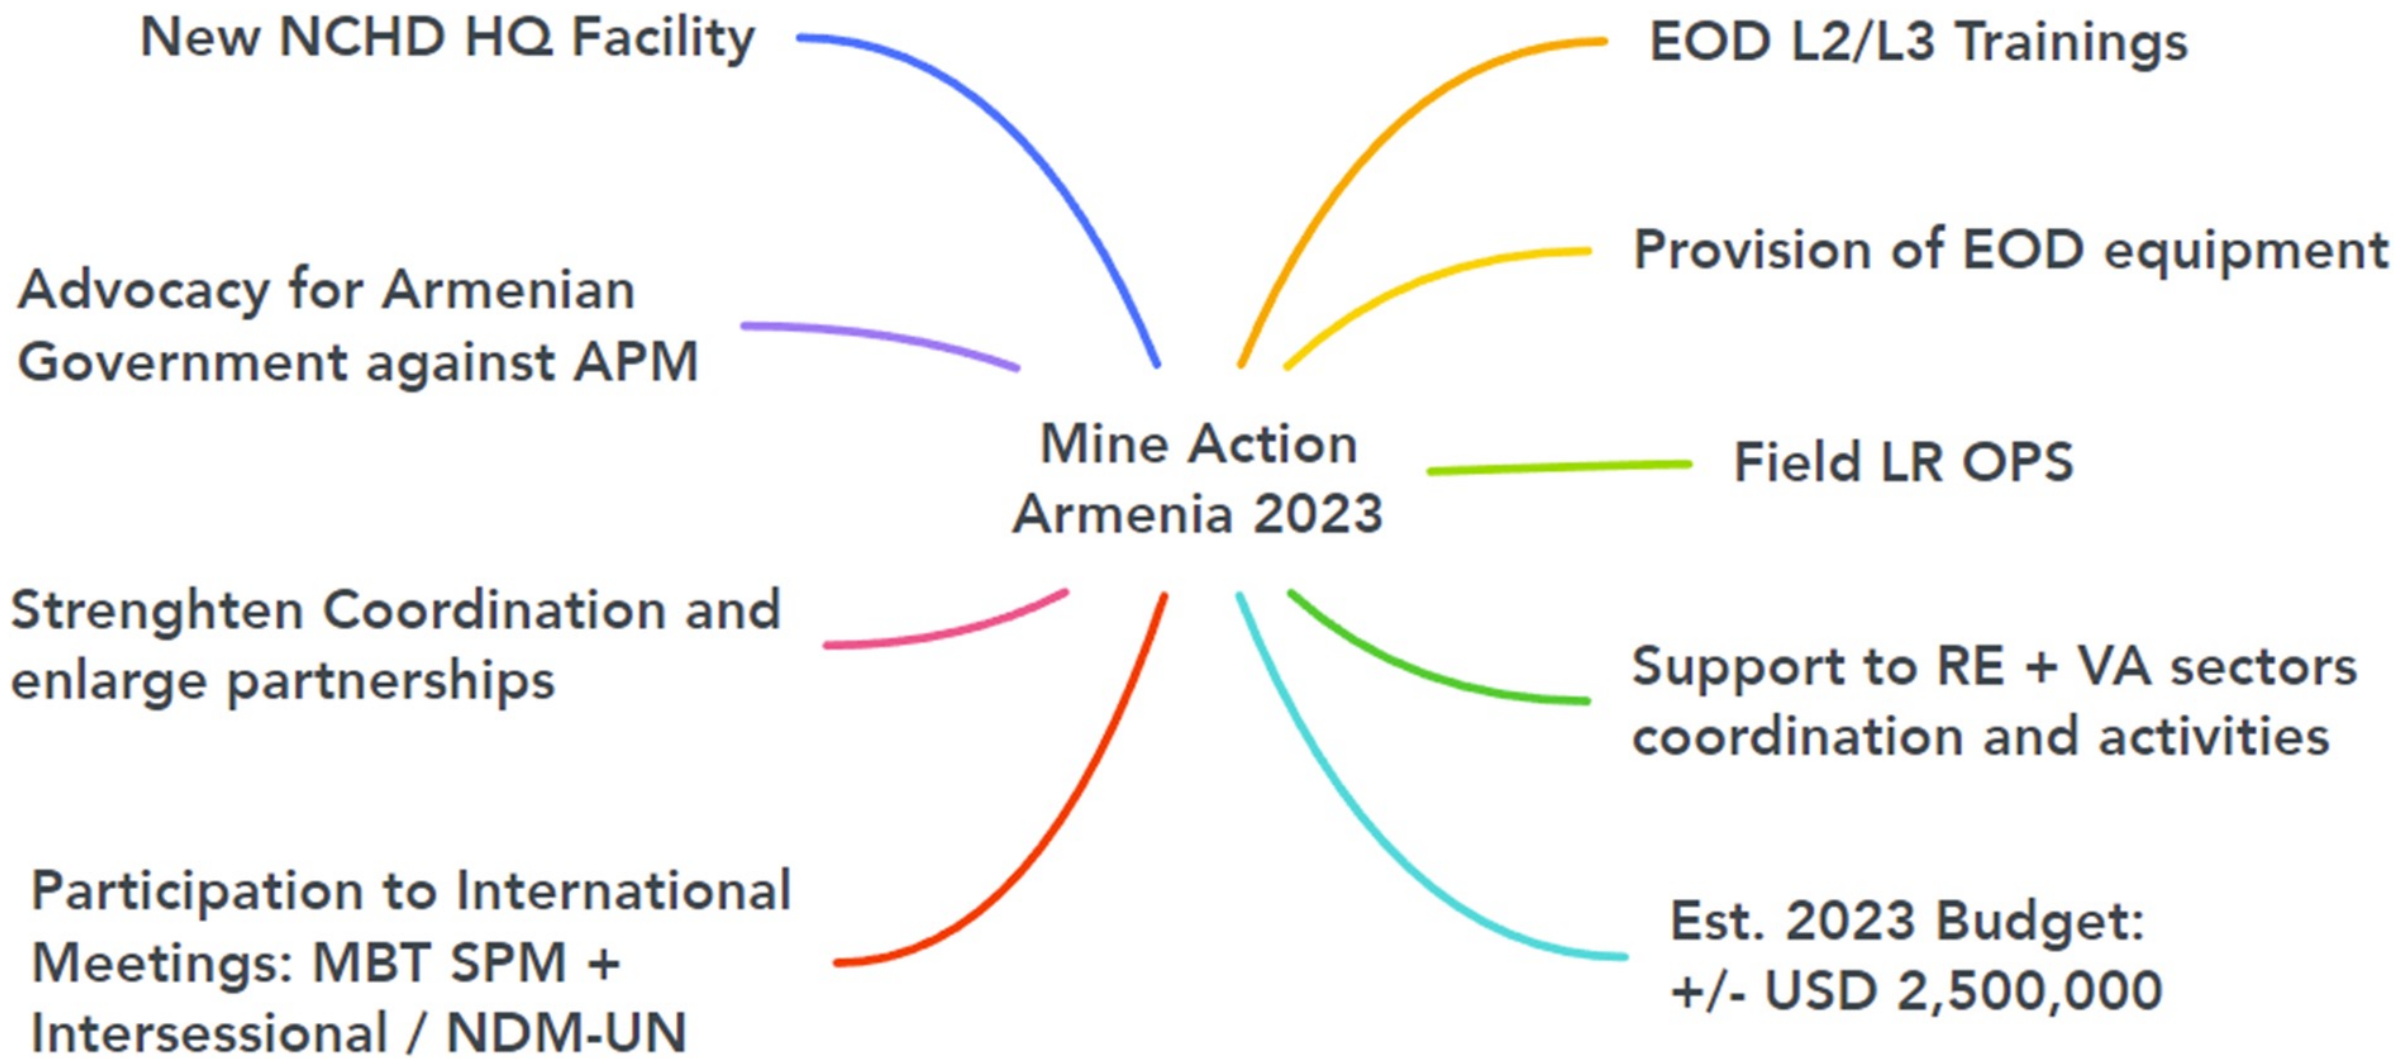 New NCHD HQ Facility
Advocacy for Armenian
Government against APM
Strenghten Coordination and
enlarge partnerships
Participation to International
Meetings: MBT SPM +
Intersessional / NDM-UN
Mine Action
Armenia 2023
EOD L2/L3 Trainings
Provision of EOD equipment
Field LR OPS
Support to RE + VA sectors
coordination and activities
Est. 2023 Budget:
+/- USD 2,500,000